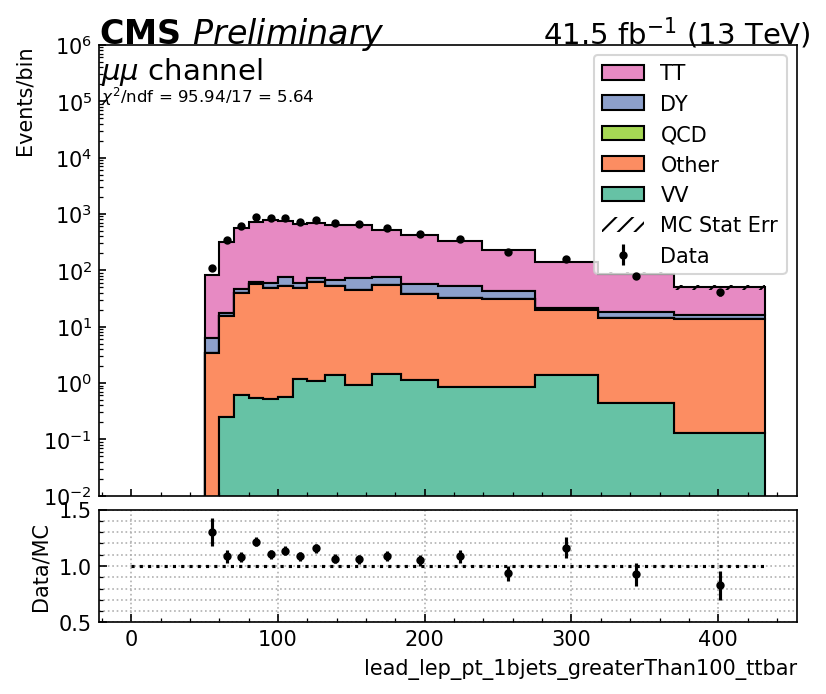 CMS Preliminary 41.5 fb⁻¹ (13 TeV)
μμ channel
χ²/ndf = 95.94/17 = 5.64
Events/bin
10⁶
10⁵
10⁴
10³
10²
10¹
10⁰
10⁻¹
10⁻²
TT
DY
QCD
Other
VV
MC Stat Err
Data
Data/MC
1.5
1.0
0.5
0 100 200 300 400
lead_lep_pt_1bjets_greaterThan100_ttbar